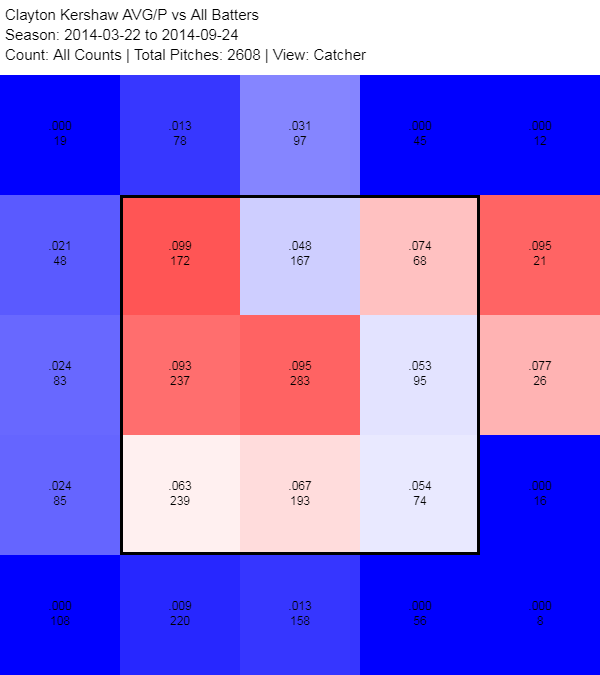 Clayton Kershaw AVG/P vs All Batters
Season: 2014-03-22 to 2014-09-24
Count: All Counts | Total Pitches: 2608 | View: Catcher
.000 .013 .031 .000 .000
19 78 97 45 12
.021 .099 .048 .074 .095
48 172 167 68 21
.024 .093 .095 .053 .077
83 237 283 95 26
.024 .063 .067 .054 .000
85 239 193 74 16
.000 .009 .013 .000 .000
108 220 158 56 8